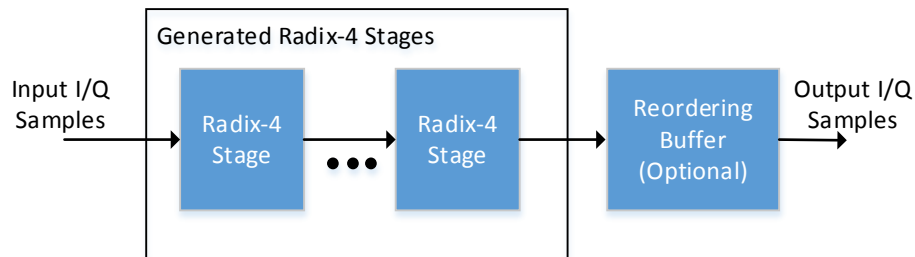 Generated Radix-4 Stages
Input I/Q
Samples
Radix-4
Stage
Radix-4
Stage
Reordering
Buffer
(Optional)
Output I/Q
Samples